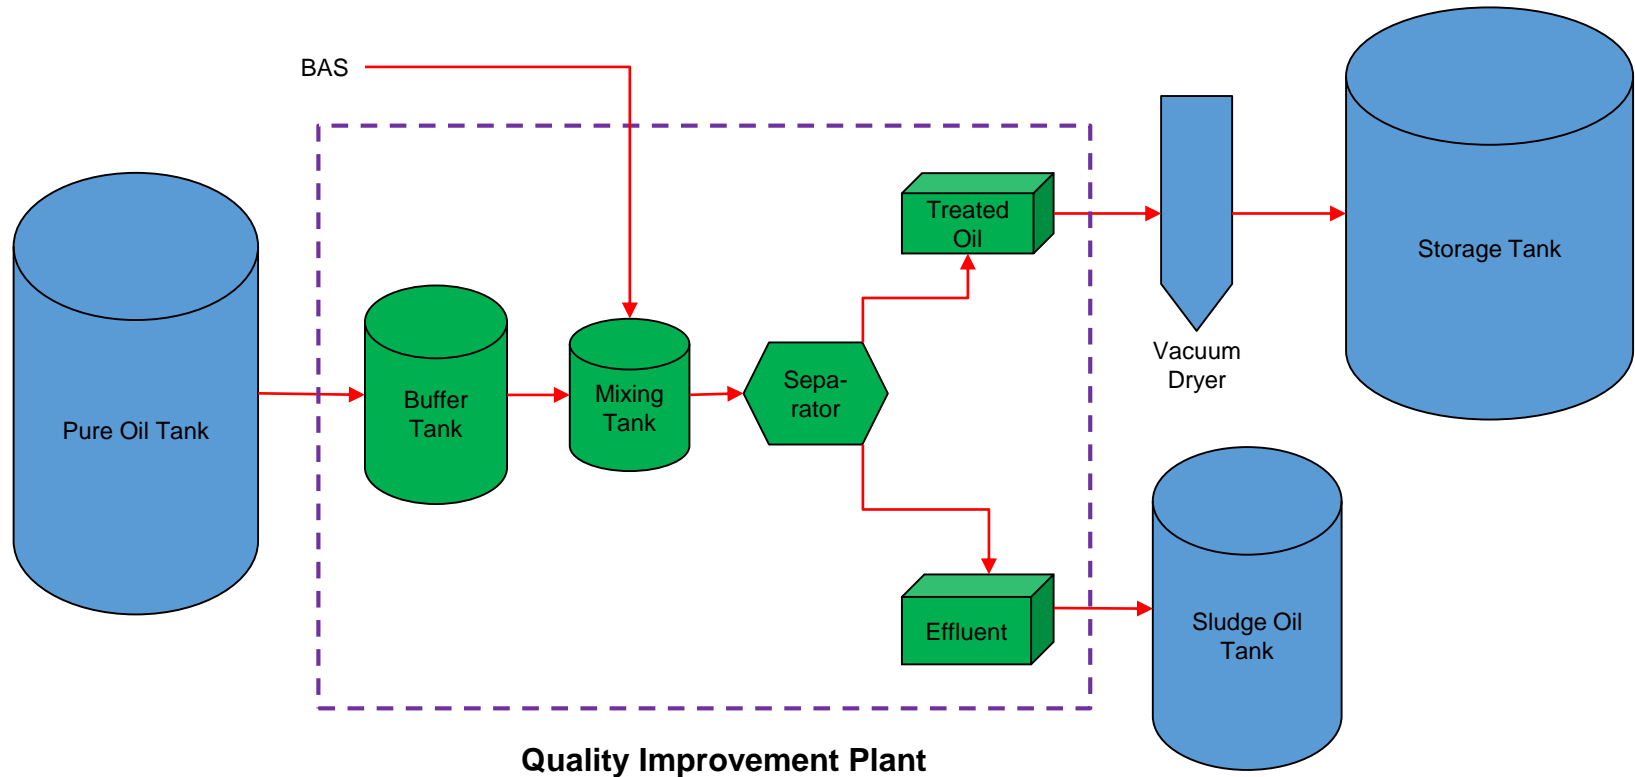 BAS
Pure Oil Tank
Buffer
Tank
Mixing
Tank
Sepa-
rator
Treated
Oil
Effluent
Vacuum
Dryer
Storage Tank
Sludge Oil
Tank
Quality Improvement Plant